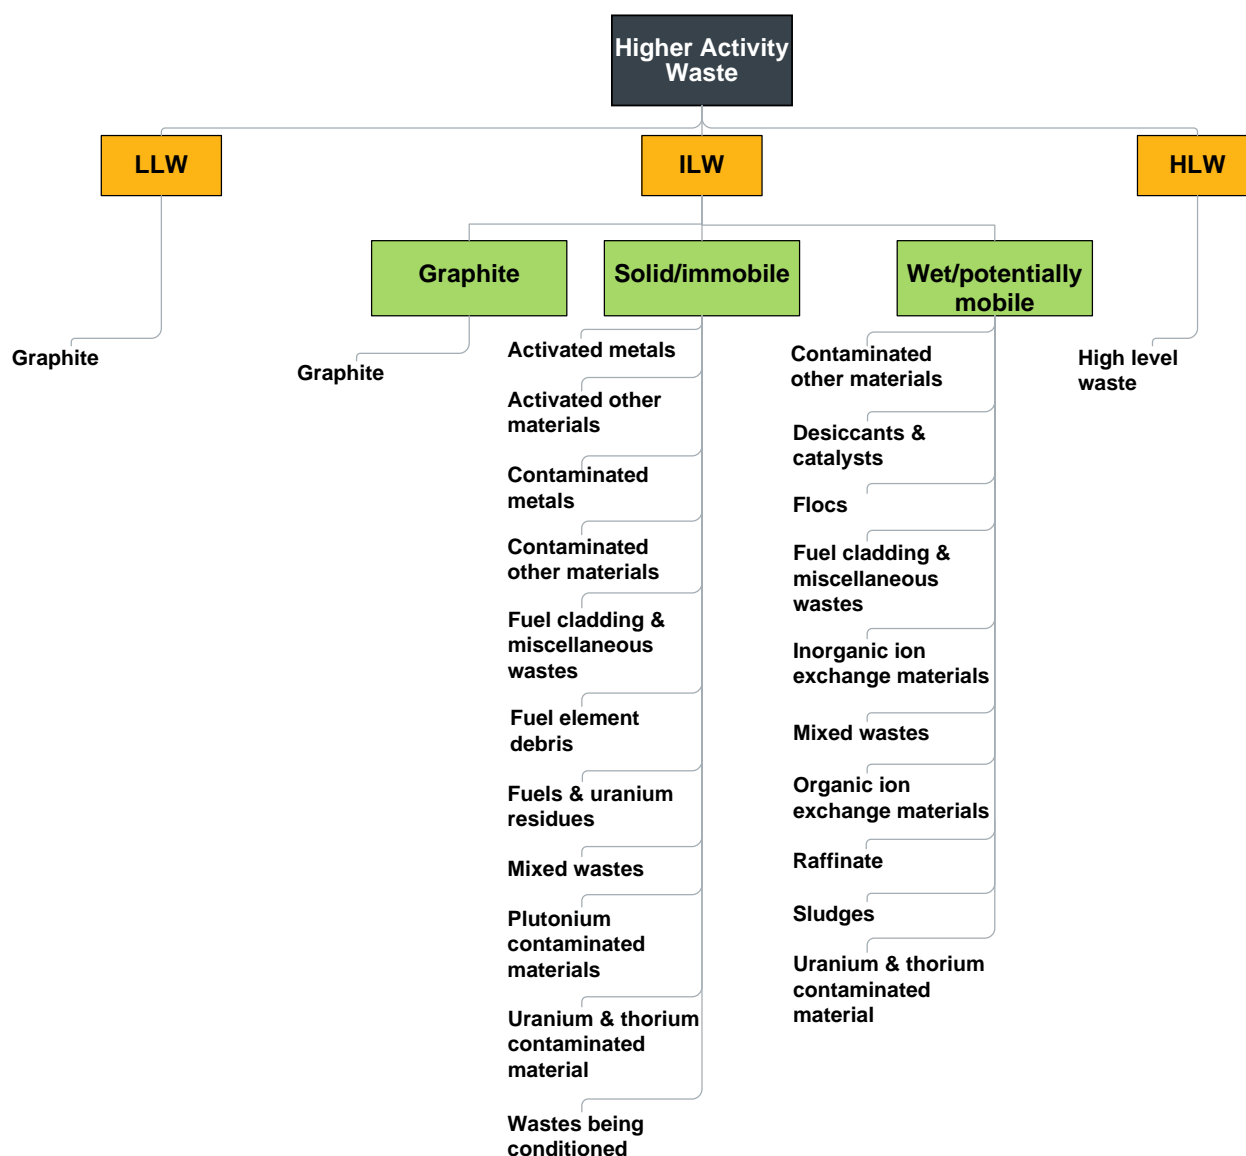 Higher Activity
Waste
LLW
ILW
HLW
Graphite
Solid/immobile
Wet/potentially
mobile
Graphite
Graphite
Activated metals
Activated other
materials
Contaminated
metals
Contaminated
other materials
Fuel cladding &
miscellaneous
wastes
Fuel element
debris
Fuels & uranium
residues
Mixed wastes
Plutonium
contaminated
materials
Uranium & thorium
contaminated
material
Wastes being
conditioned
Contaminated
other materials
Desiccants &
catalysts
Flocs
Fuel cladding &
miscellaneous
wastes
Inorganic ion
exchange materials
Mixed wastes
Organic ion
exchange materials
Raffinate
Sludges
Uranium & thorium
contaminated
material
High level
waste